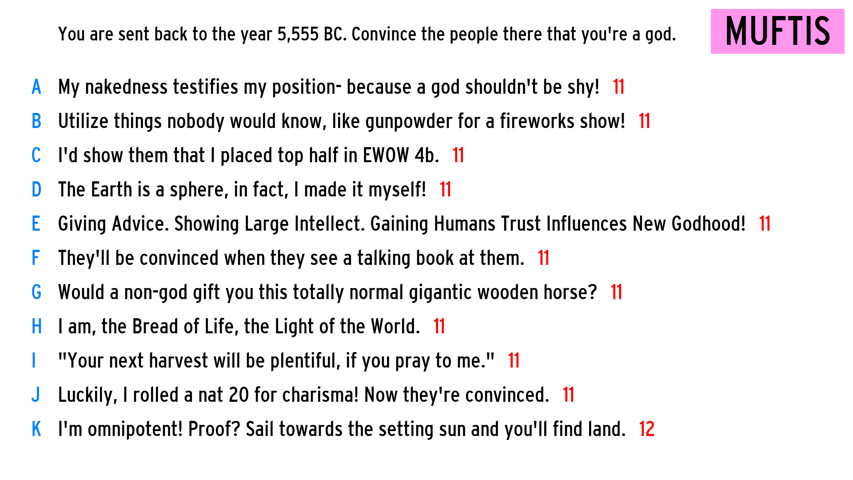 You are sent back to the year 5,555 BC. Convince the people there that you're a god.
MUFTIS
A My nakedness testifies my position- because a god shouldn't be shy! 11
B Utilize things nobody would know, like gunpowder for a fireworks show! 11
C I'd show them that I placed top half in EWOW 4b. 11
D The Earth is a sphere, in fact, I made it myself! 11
E Giving Advice. Showing Large Intellect. Gaining Humans Trust Influences New Godhood! 11
F They'll be convinced when they see a talking book at them. 11
G Would a non-god gift you this totally normal gigantic wooden horse? 11
H I am, the Bread of Life, the Light of the World. 11
I "Your next harvest will be plentiful, if you pray to me." 11
J Luckily, I rolled a nat 20 for charisma! Now they're convinced. 11
K I'm omnipotent! Proof? Sail towards the setting sun and you'll find land. 12